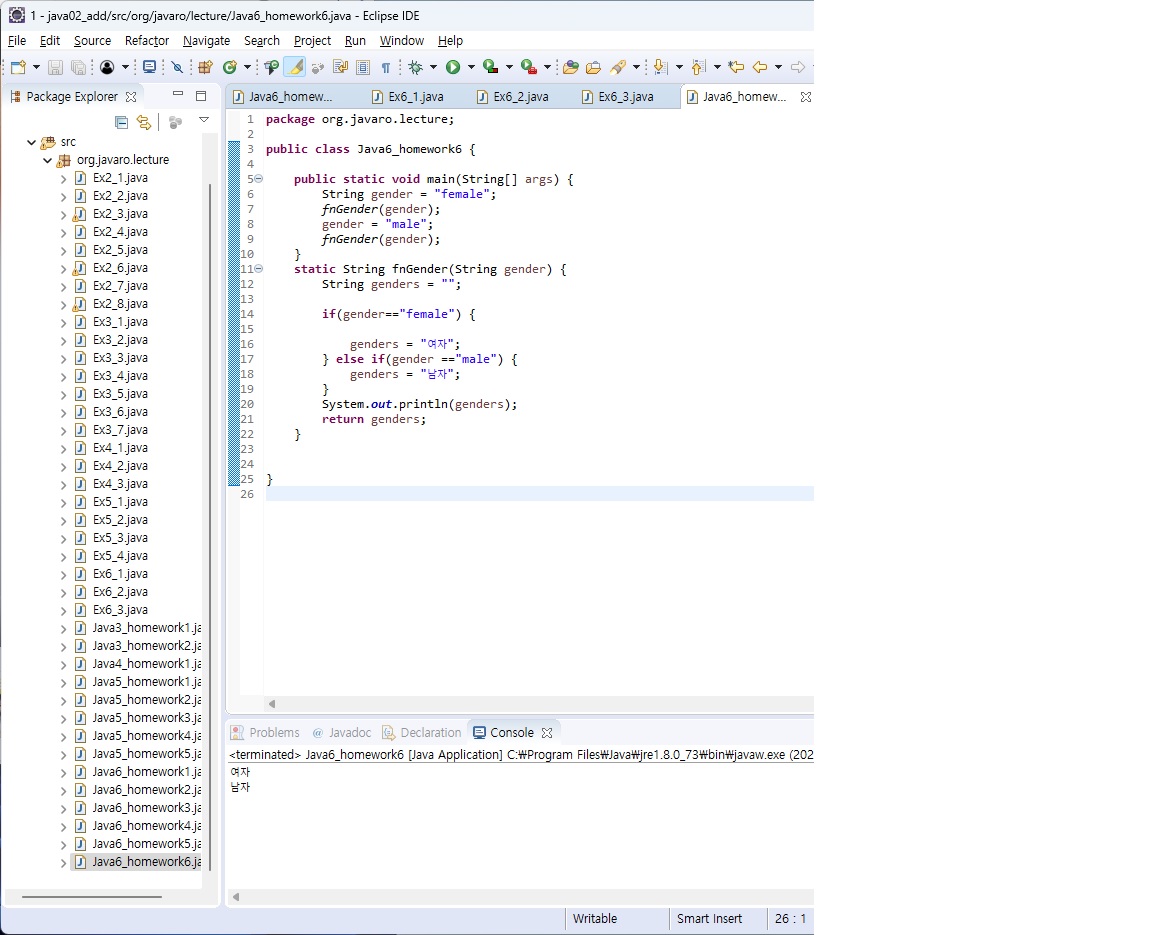 1 - java02_add/src/org/javaro/lecture/Java6_homework6.java - Eclipse IDE
File Edit Source Refactor Navigate Search Project Run Window Help
Package Explorer
src
org.javaro.lecture
Ex2_1.java
Ex2_2.java
Ex2_3.java
Ex2_4.java
Ex2_5.java
Ex2_6.java
Ex2_7.java
Ex2_8.java
Ex3_1.java
Ex3_2.java
Ex3_3.java
Ex3_4.java
Ex3_5.java
Ex3_6.java
Ex3_7.java
Ex4_1.java
Ex4_2.java
Ex4_3.java
Ex5_1.java
Ex5_2.java
Ex5_3.java
Ex5_4.java
Ex6_1.java
Ex6_2.java
Ex6_3.java
Java3_homework1.ja
Java3_homework2.ja
Java4_homework1.ja
Java5_homework1.ja
Java5_homework2.ja
Java5_homework3.ja
Java5_homework4.ja
Java5_homework5.ja
Java6_homework1.ja
Java6_homework2.ja
Java6_homework3.ja
Java6_homework4.ja
Java6_homework5.ja
Java6_homework6.ja
Java6_homew... Ex6_1.java Ex6_2.java Ex6_3.java Java6_homew...
1 package org.javaro.lecture;
2
3 public class Java6_homework6 {
4
5 public static void main(String[] args) {
6 String gender = "female";
7 fnGender(gender);
8 gender = "male";
9 fnGender(gender);
10 }
11 static String fnGender(String gender) {
12 String genders = "";
13
14 if(gender=="female") {
15
16 genders = "여자";
17 } else if(gender =="male") {
18 genders = "남자";
19 }
20 System.out.println(genders);
21 return genders;
22 }
23
24
25 }
26
Problems @ Javadoc Declaration Console
<terminated> Java6_homework6 [Java Application] C:₩Program Files₩Java₩jre1.8.0_73₩bin₩javaw.exe (202
여자
남자
Writable Smart Insert 26 : 1